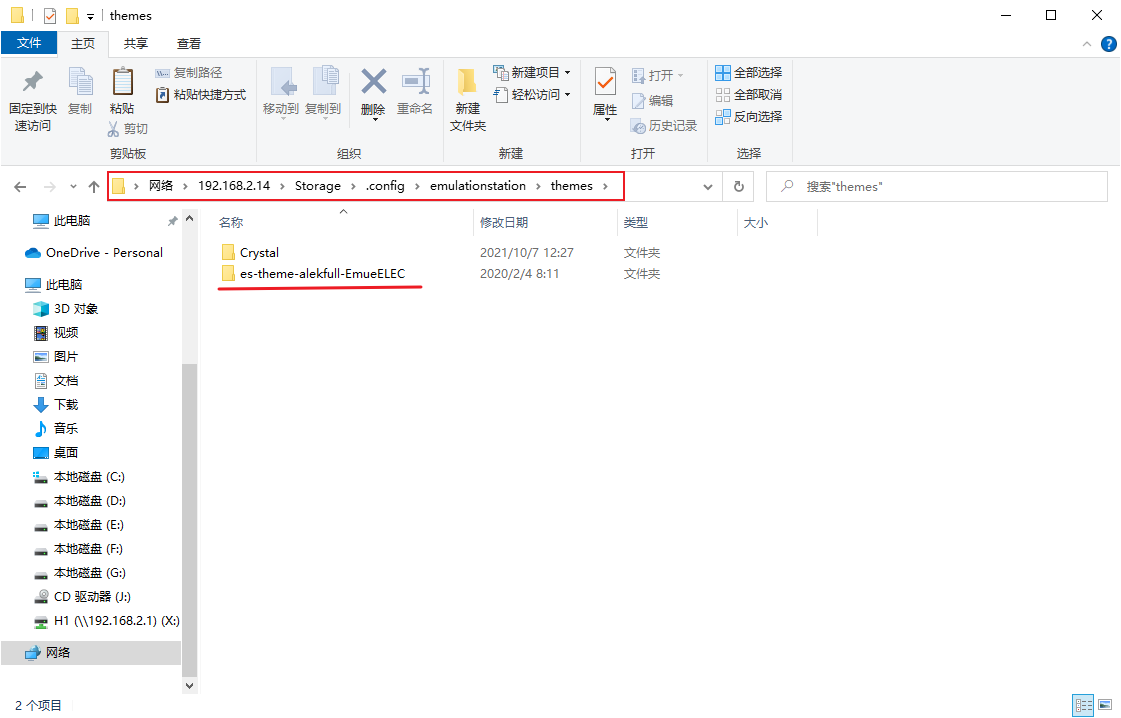 themes
文件 主页 共享 查看
固定到快速访问
复制
粘贴
复制路径
粘贴快捷方式
剪切
剪贴板
移动到
复制到
删除
重命名
组织
新建
文件夹
新建项目
轻松访问
新建
属性
打开
编辑
历史记录
打开
全部选择
全部取消
反向选择
选择
网络 › 192.168.2.14 › Storage › .config › emulationstation › themes ›
搜索"themes"
此电脑
OneDrive - Personal
此电脑
3D 对象
视频
图片
文档
下载
音乐
桌面
本地磁盘 (C:)
本地磁盘 (D:)
本地磁盘 (E:)
本地磁盘 (F:)
本地磁盘 (G:)
CD 驱动器 (J:)
H1 (\\192.168.2.1) (X:)
网络
名称 修改日期 类型 大小
Crystal 2021/10/7 12:27 文件夹
es-theme-alekfull-EmueELEC 2020/2/4 8:11 文件夹
2 个项目